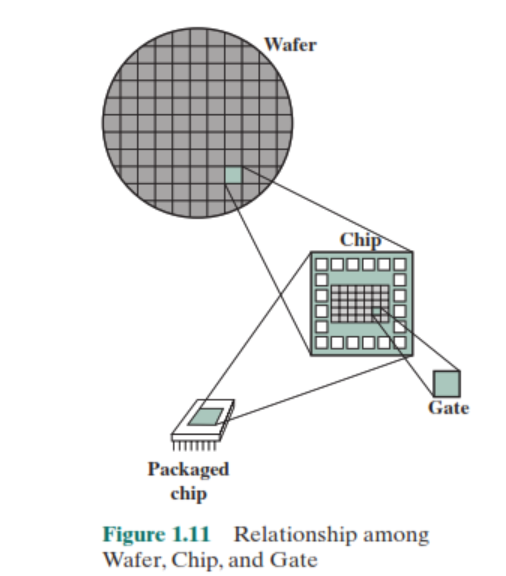 Wafer
Chip
Gate
Packaged
chip
Figure 1.11 Relationship among
Wafer, Chip, and Gate